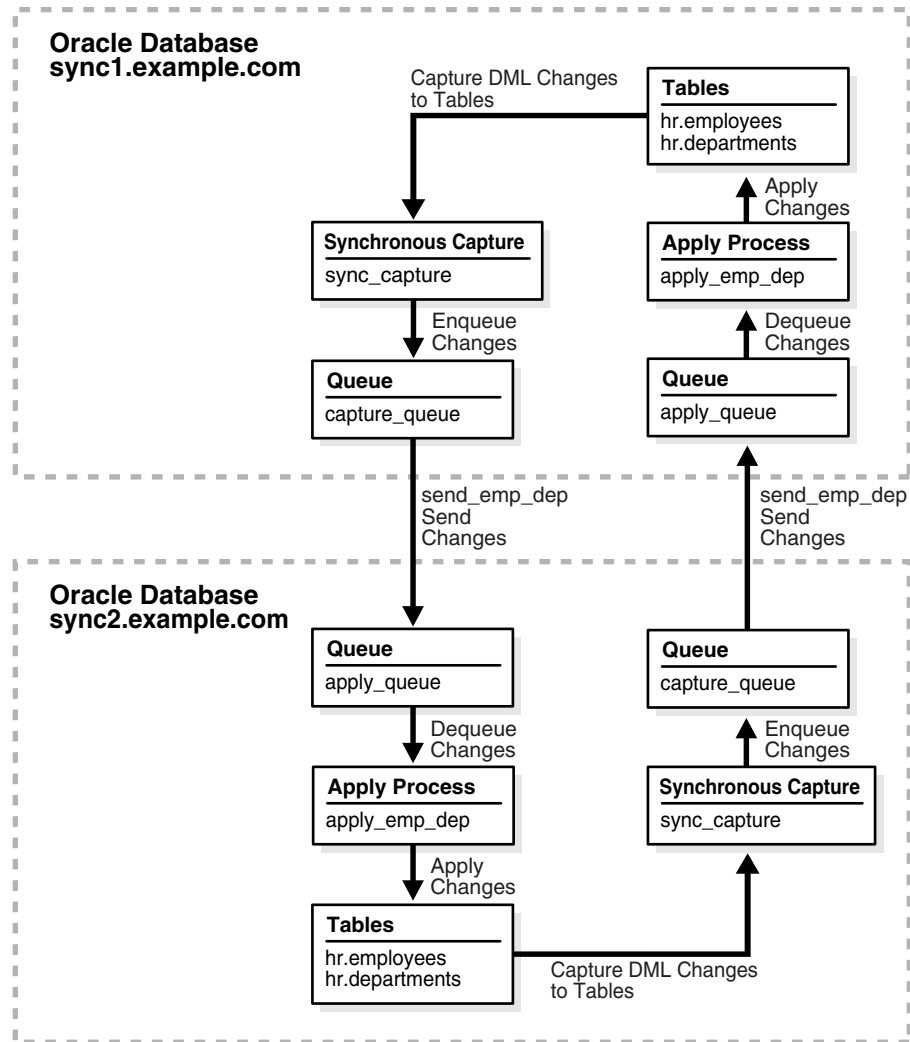 Oracle Database
sync1.example.com
Capture DML Changes
to Tables
Tables
hr.employees
hr.departments
Apply
Changes
Synchronous Capture
sync_capture
Apply Process
apply_emp_dep
Enqueue
Changes
Dequeue
Changes
Queue
capture_queue
Queue
apply_queue
send_emp_dep
Send
Changes
send_emp_dep
Send
Changes
Oracle Database
sync2.example.com
Queue
apply_queue
Queue
capture_queue
Dequeue
Changes
Enqueue
Changes
Apply Process
apply_emp_dep
Synchronous Capture
sync_capture
Apply
Changes
Tables
hr.employees
hr.departments
Capture DML Changes
to Tables